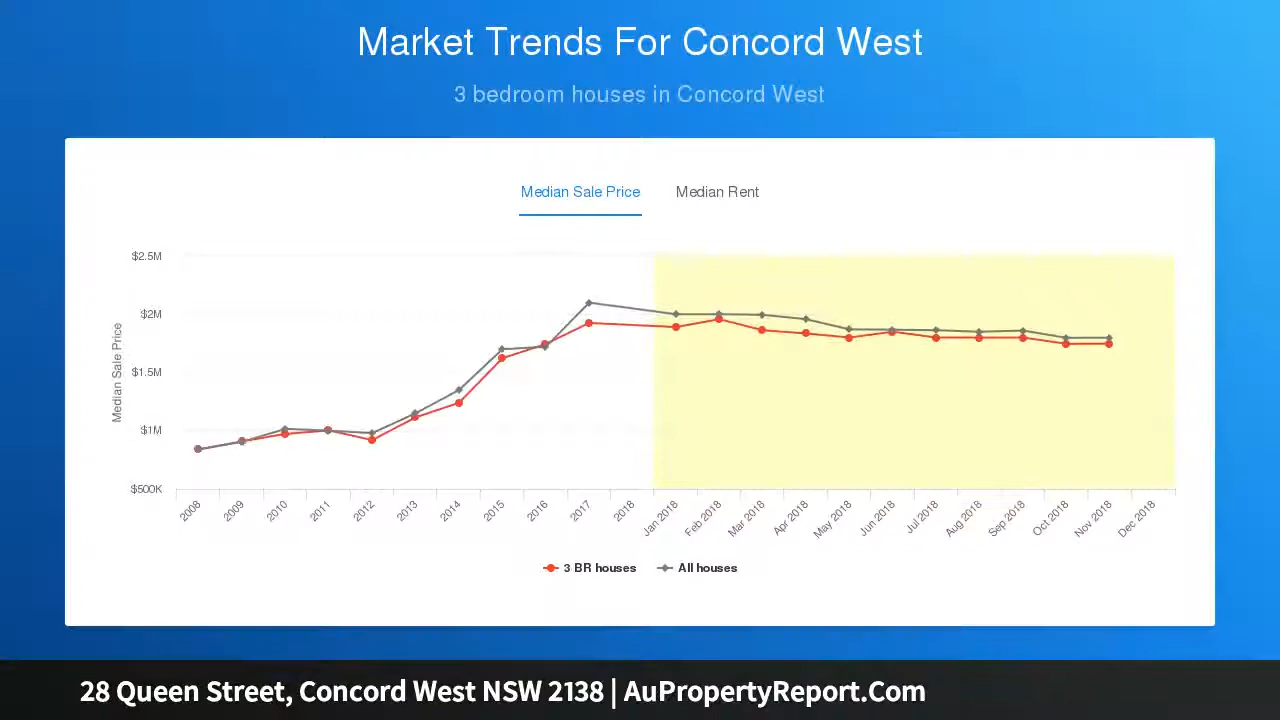 Market Trends For Concord West
3 bedroom houses in Concord West
Median Sale Price
Median Rent
Median Sale Price
$2.5M
$2M
$1.5M
$1M
$500K
2008
2009
2010
2011
2012
2013
2014
2015
2016
2017
2018
Jan 2018
Feb 2018
Mar 2018
Apr 2018
May 2018
Jun 2018
Jul 2018
Aug 2018
Sep 2018
Oct 2018
Nov 2018
Dec 2018
3 BR houses
All houses
28 Queen Street, Concord West NSW 2138 | AuPropertyReport.Com